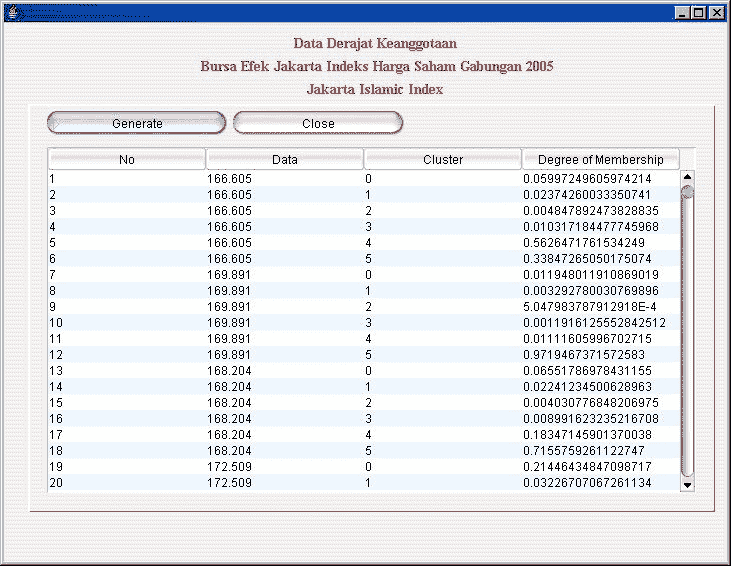 Data Derajat Keanggotaan
Bursa Efek Jakarta Indeks Harga Saham Gabungan 2005
Jakarta Islamic Index
Generate Close
No Data Cluster Degree of Membership
1 166.605 0 0.05997249605974214
2 166.605 1 0.02374260033350741
3 166.605 2 0.004847892473828835
4 166.605 3 0.010317184477745968
5 166.605 4 0.5626471761534249
6 166.605 5 0.33847265050175074
7 169.891 0 0.011948011910869019
8 169.891 1 0.003292780030769896
9 169.891 2 5.047983787912918E-4
10 169.891 3 0.0011916125552842512
11 169.891 4 0.01111605996702715
12 169.891 5 0.9719467371572583
13 168.204 0 0.06551786978431155
14 168.204 1 0.02241234500628963
15 168.204 2 0.004030776848206975
16 168.204 3 0.008991623235216708
17 168.204 4 0.18347145901370038
18 168.204 5 0.7155759261122747
19 172.509 0 0.21446434847098717
20 172.509 1 0.03226707067261134